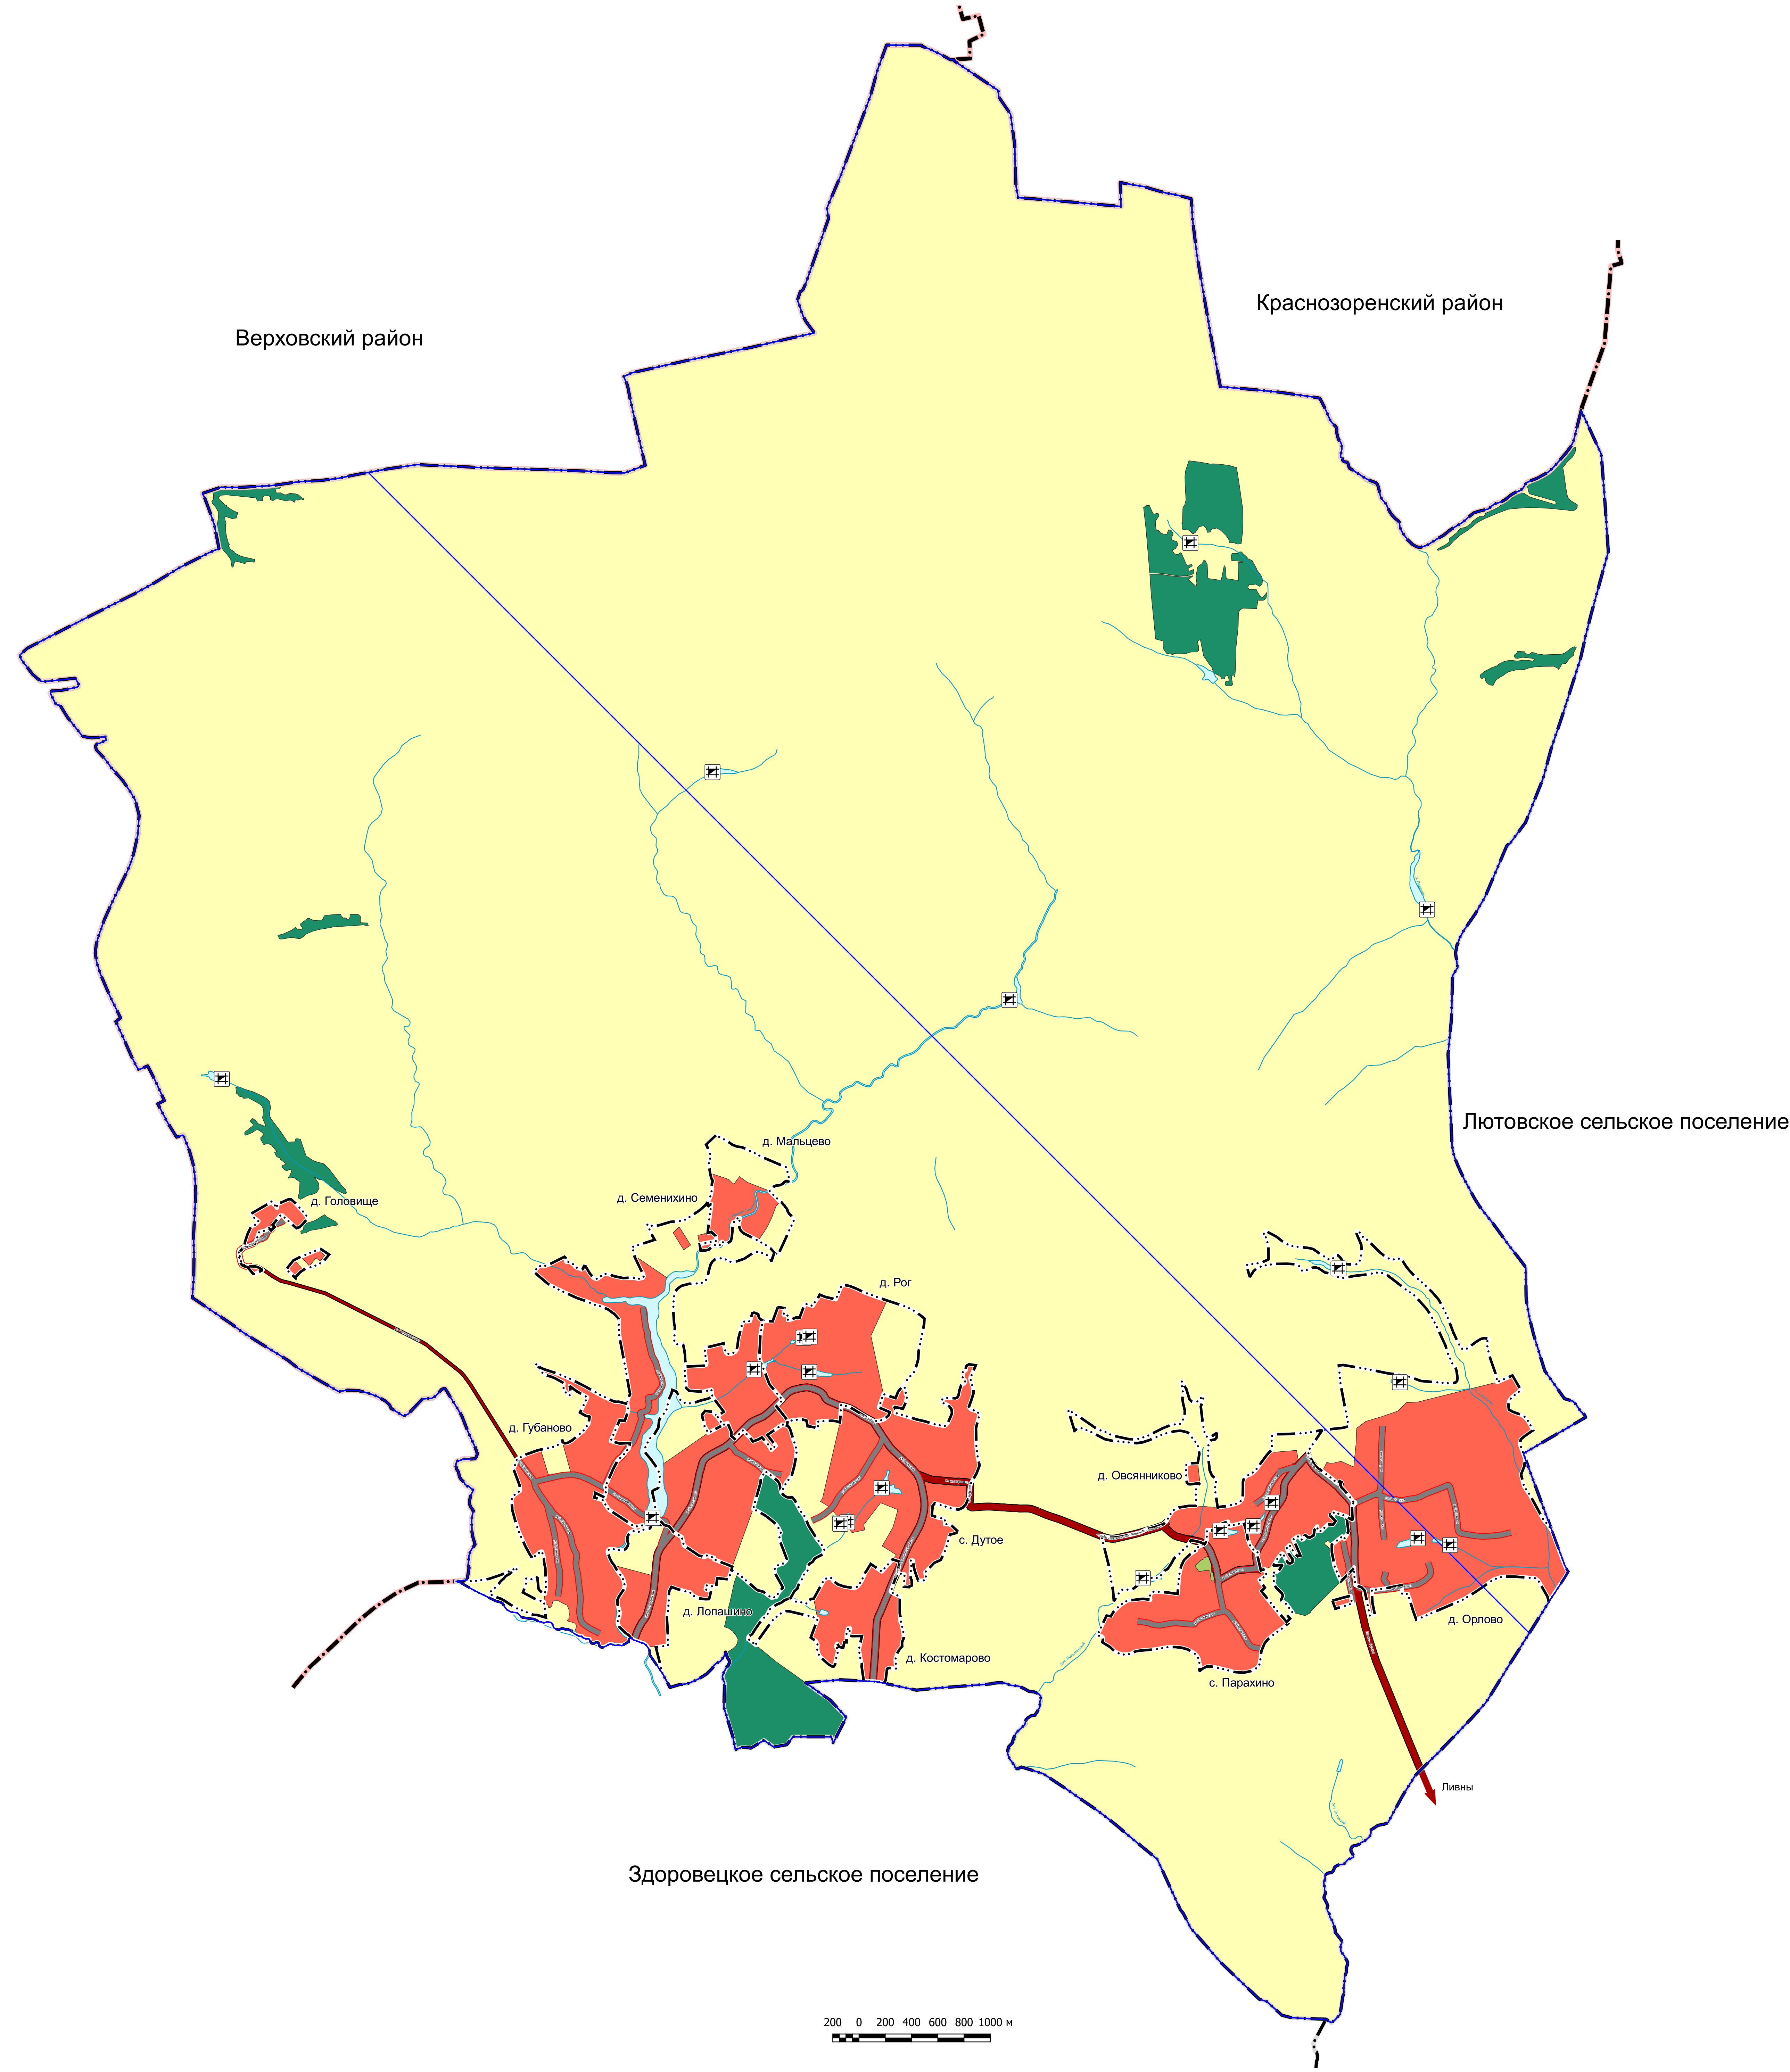 Краснозоренский район
Верховский район
Лютовское сельское поселение
д. Мальцево
д. Семенихино
д. Головище
д. Рог
д. Губаново
д. Овсянниково
с. Дутое
д. Лопашино
д. Орлово
д. Костомарово
с. Парахино
Ливны
Здоровецкое сельское поселение
200 0 200 400 600 800 1000 м